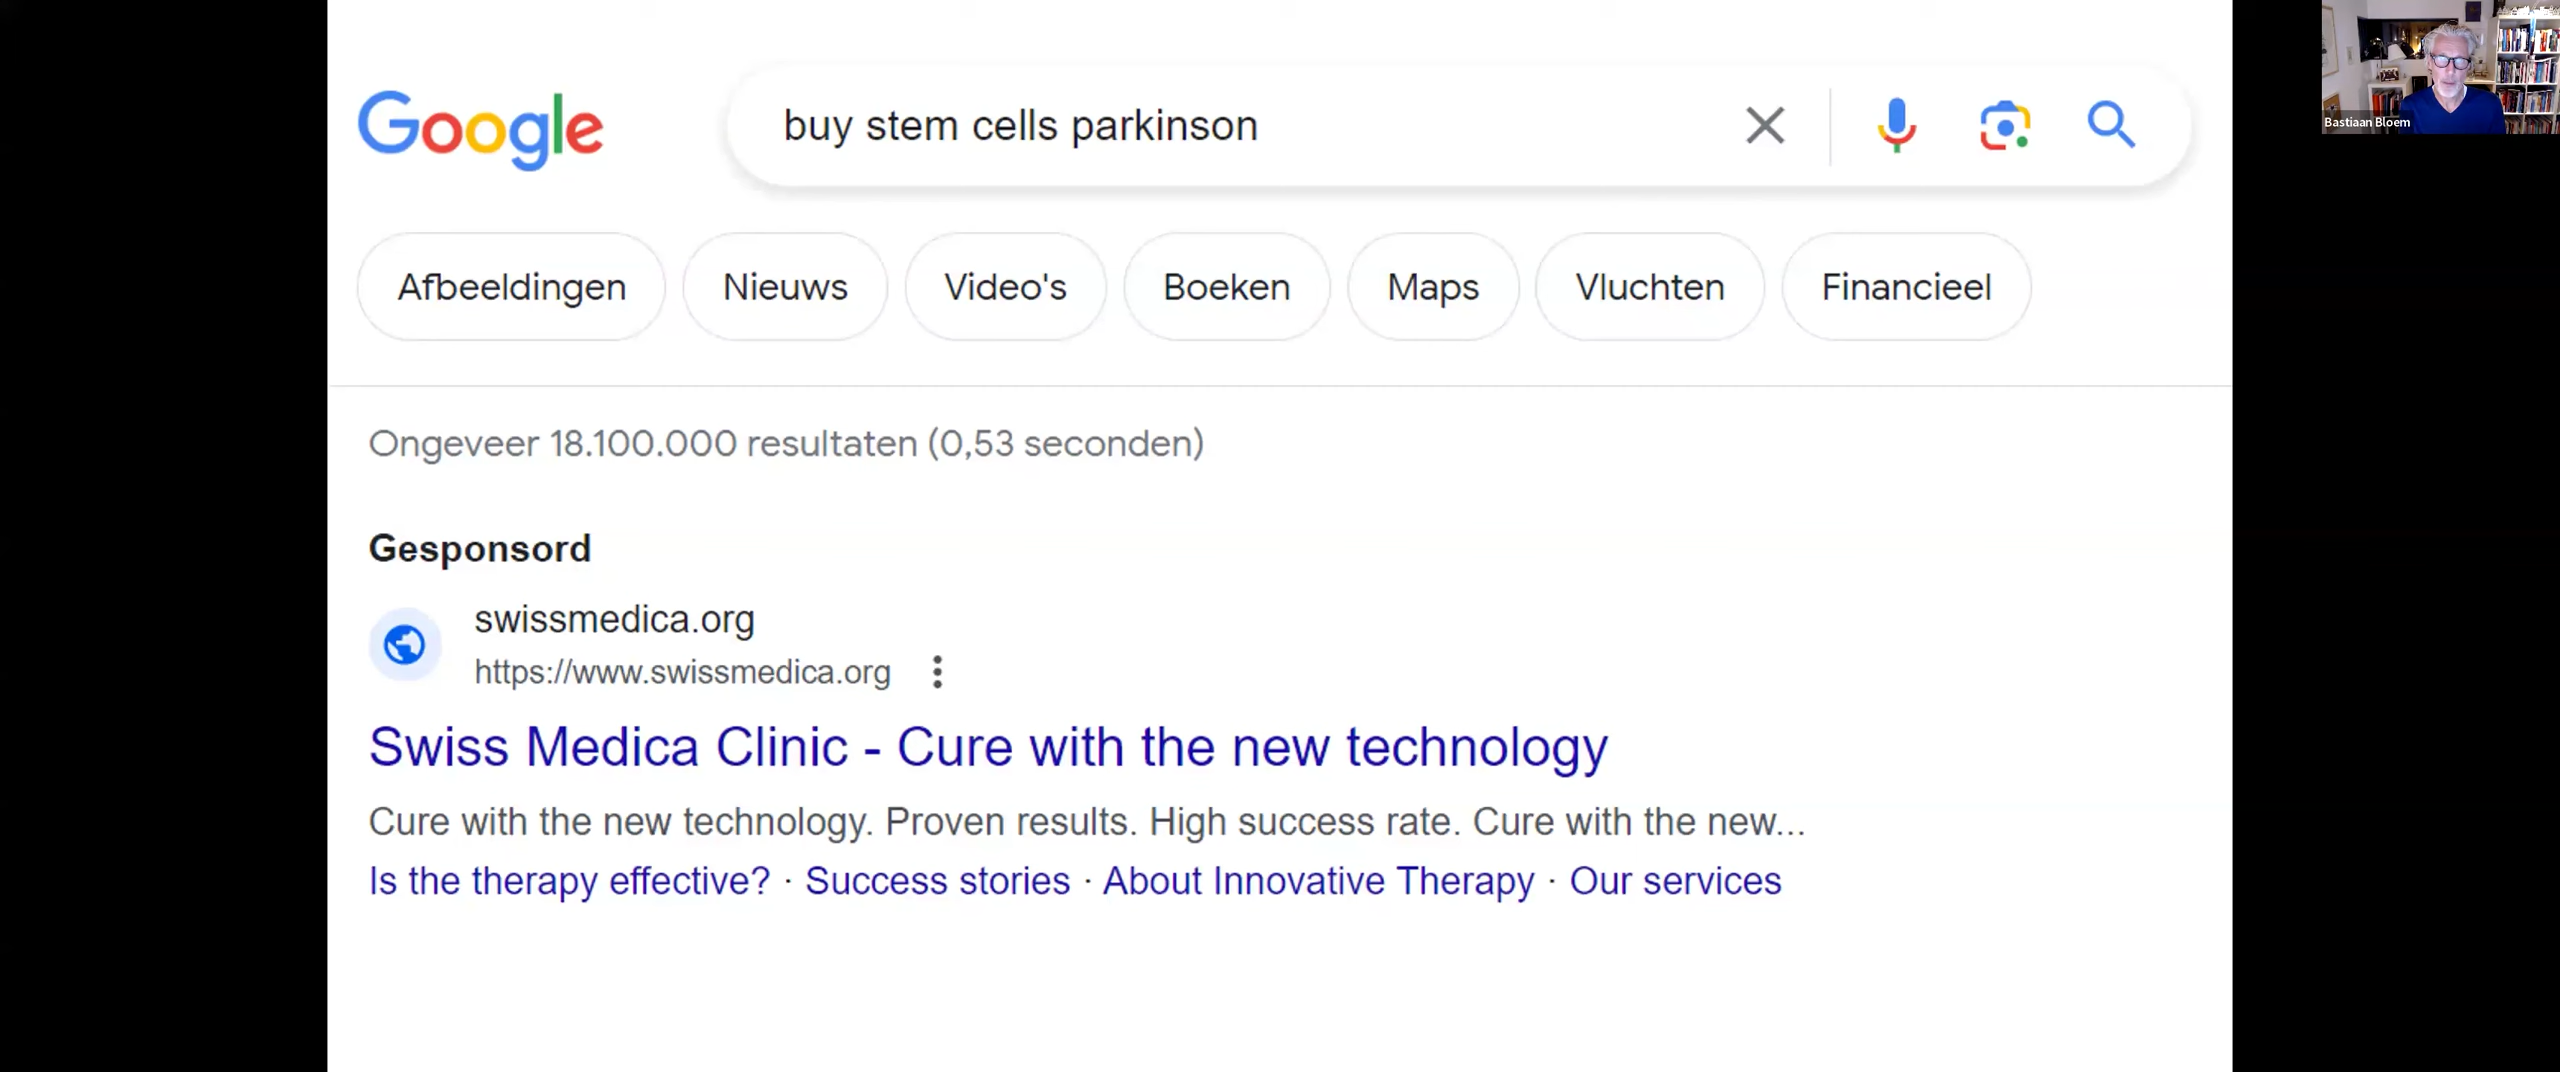 Google
buy stem cells parkinson
Afbeeldingen
Nieuws
Video's
Boeken
Maps
Vluchten
Financieel
Ongeveer 18.100.000 resultaten (0,53 seconden)
Gesponsord
swissmedica.org
https://www.swissmedica.org
Swiss Medica Clinic - Cure with the new technology
Cure with the new technology. Proven results. High success rate. Cure with the new...
Is the therapy effective? · Success stories · About Innovative Therapy · Our services
Bastiaan Bloem